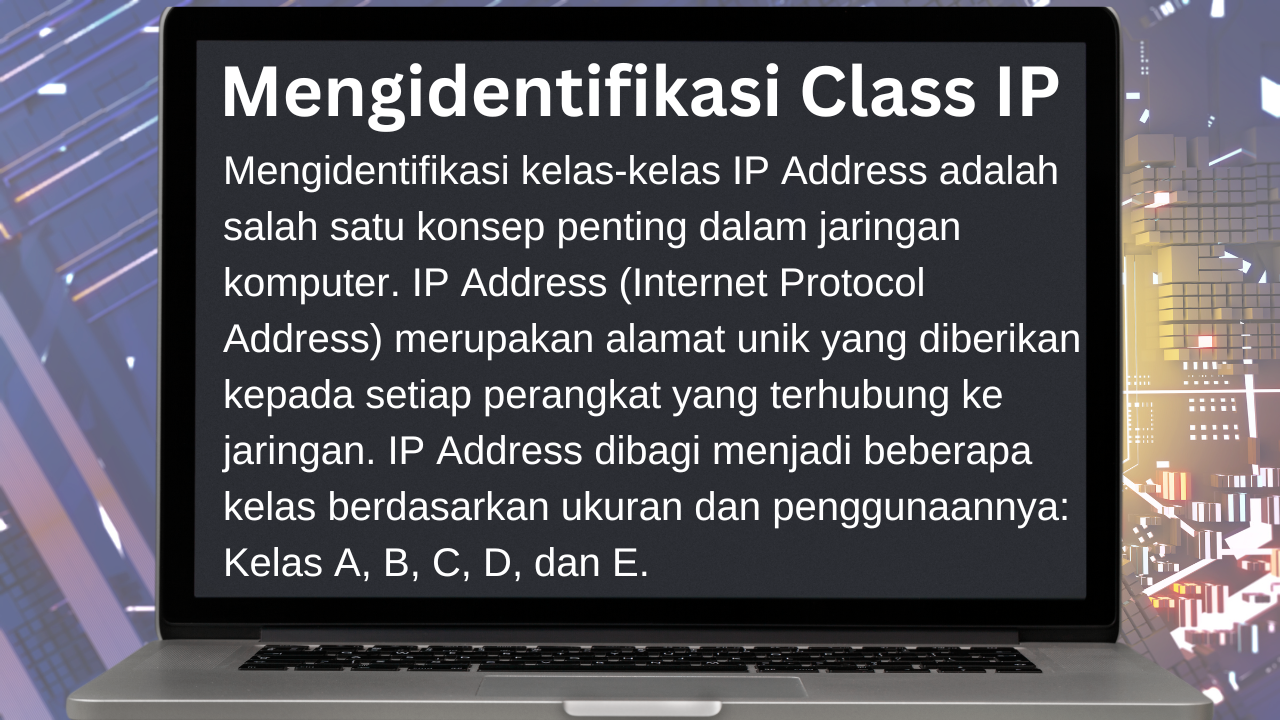 Mengidentifikasi Class IP
Mengidentifikasi kelas-kelas IP Address adalah
salah satu konsep penting dalam jaringan
komputer. IP Address (Internet Protocol
Address) merupakan alamat unik yang diberikan
kepada setiap perangkat yang terhubung ke
jaringan. IP Address dibagi menjadi beberapa
kelas berdasarkan ukuran dan penggunaannya:
Kelas A, B, C, D, dan E.